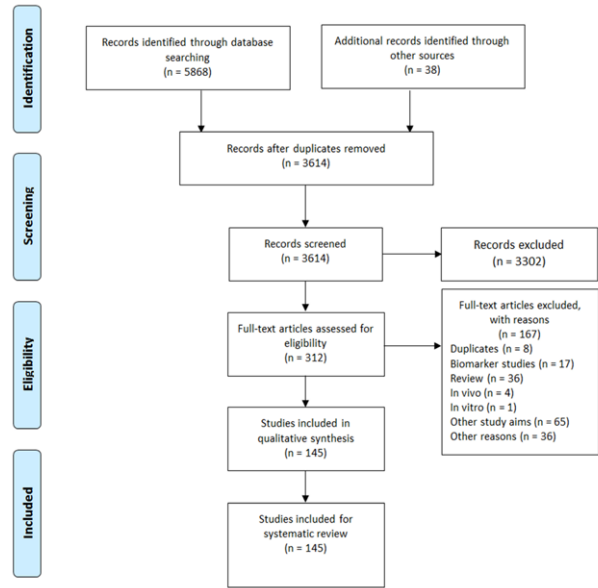 Identification
Records identified through database
searching
(n = 5868)
Additional records identified through
other sources
(n = 38)
Records after duplicates removed
(n = 3614)
Screening
Records screened
(n = 3614)
Records excluded
(n = 3302)
Eligibility
Full-text articles assessed for
eligibility
(n = 312)
Full-text articles excluded,
with reasons
(n = 167)
Duplicates (n = 8)
Biomarker studies (n = 17)
Review (n = 36)
In vivo (n = 4)
In vitro (n = 1)
Other study aims (n = 65)
Other reasons (n = 36)
Studies included in
qualitative synthesis
(n = 145)
Included
Studies included for
systematic review
(n = 145)